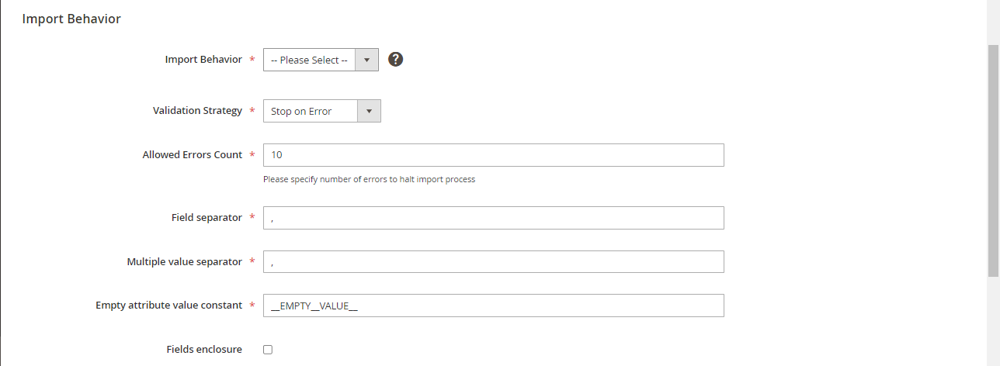 Import Behavior
Import Behavior * -- Please Select -- ?
Validation Strategy * Stop on Error
Allowed Errors Count * 10
Please specify number of errors to halt import process
Field separator * ,
Multiple value separator * ,
Empty attribute value constant * __EMPTY__VALUE__
Fields enclosure